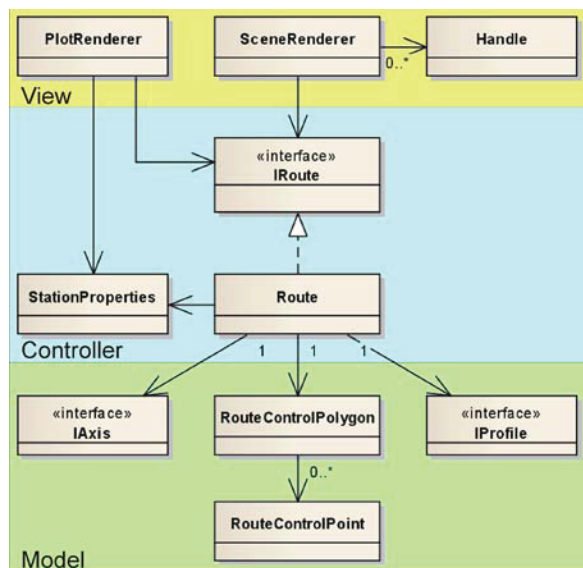 PlotRenderer
SceneRenderer
Handle
0..*
View
«interface»
IRoute
StationProperties
Route
Controller
1
1
1
«interface»
IAxis
RouteControlPolygon
«interface»
IProfile
0..*
RouteControlPoint
Model